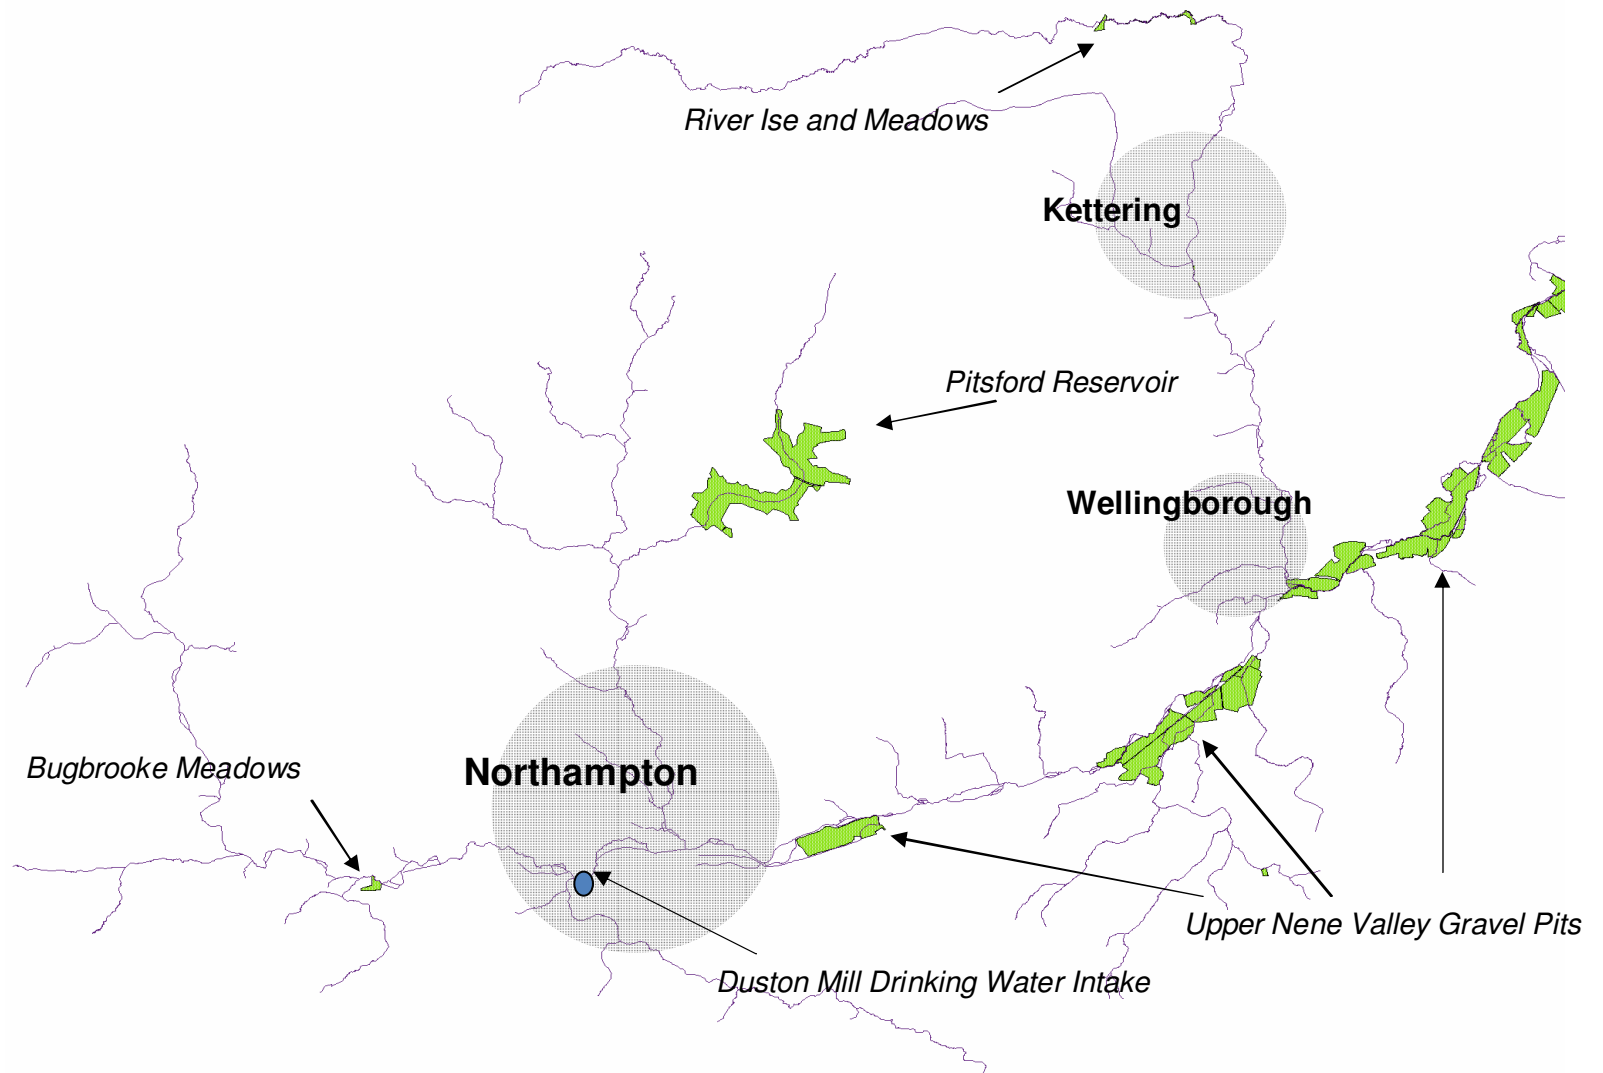 River Ise and Meadows
Kettering
Pitsford Reservoir
Wellingborough
Bugbrooke Meadows
Northampton
Upper Nene Valley Gravel Pits
Duston Mill Drinking Water Intake